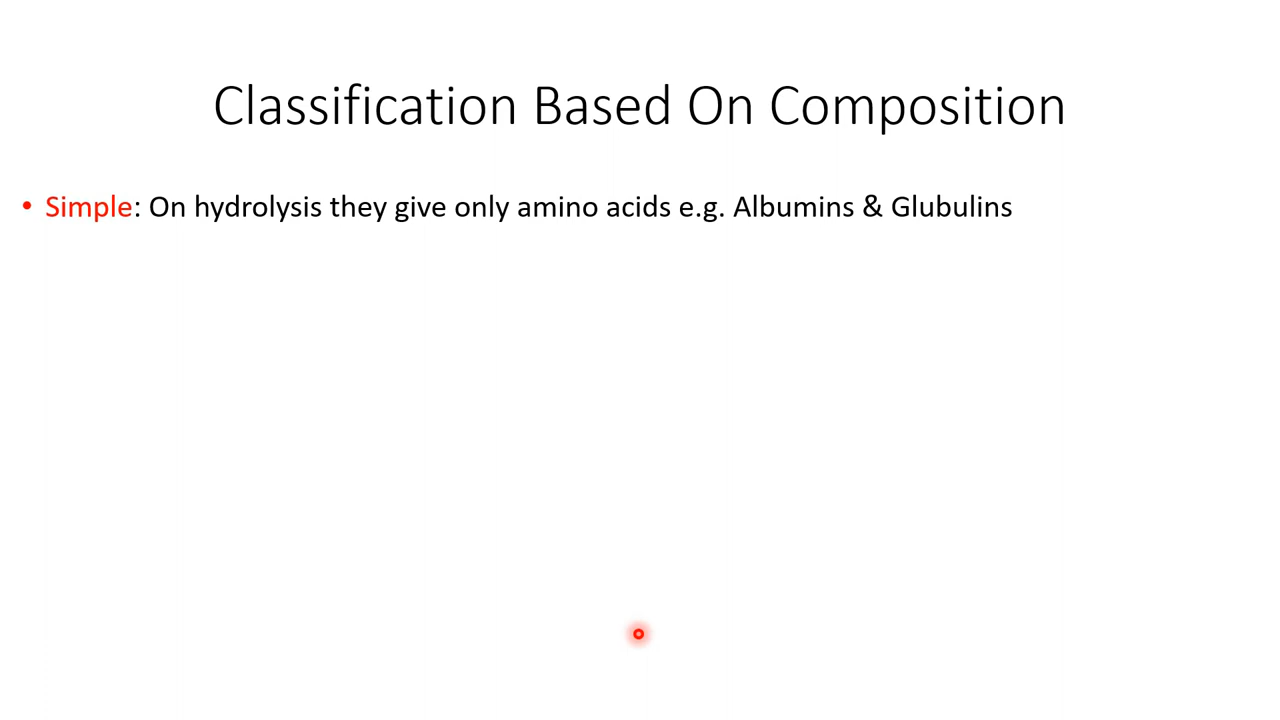 Classification Based On Composition
• Simple: On hydrolysis they give only amino acids e.g. Albumins & Glubulins